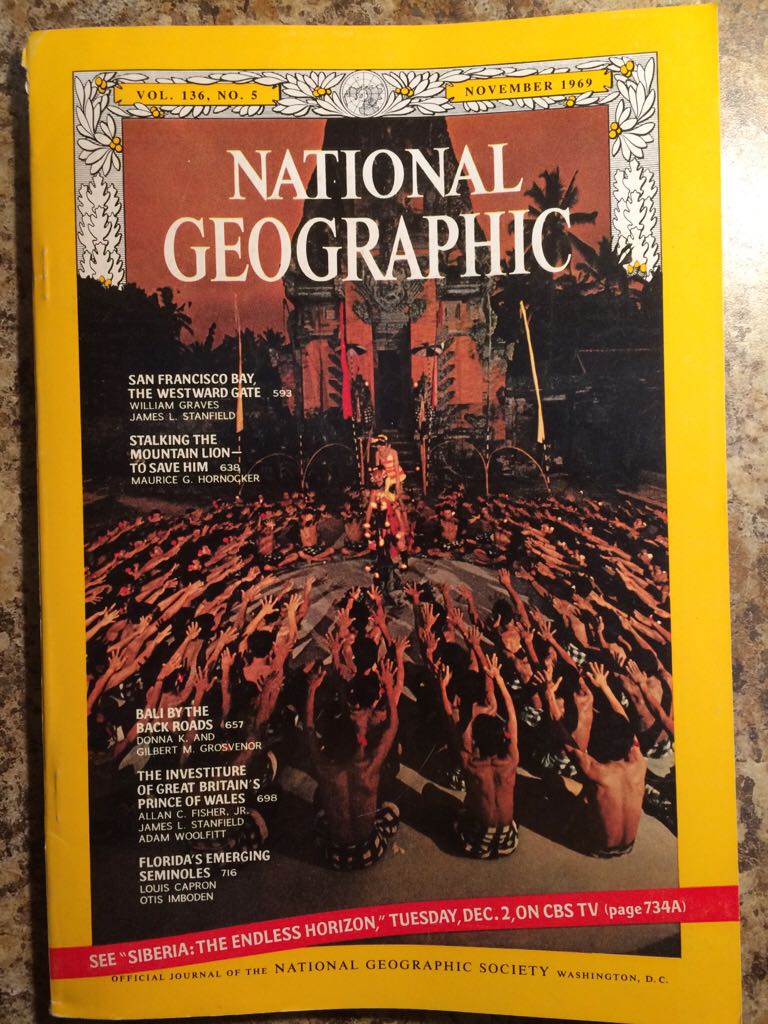 VOL. 136, NO. 5
NOVEMBER 1969
NATIONAL
GEOGRAPHIC
SAN FRANCISCO BAY,
THE WESTWARD GATE 593
WILLIAM GRAVES
JAMES L. STANFIELD
STALKING THE
MOUNTAIN LION—
TO SAVE HIM 638
MAURICE G. HORNOCKER
BALI BY THE
BACK ROADS 657
DONNA K. AND
GILBERT M. GROSVENOR
THE INVESTITURE
OF GREAT BRITAIN'S
PRINCE OF WALES 698
ALLAN C. FISHER, JR.
JAMES L. STANFIELD
ADAM WOOLFITT
FLORIDA'S EMERGING
SEMINOLES 716
LOUIS CAPRON
OTIS IMBODEN
SEE "SIBERIA: THE ENDLESS HORIZON," TUESDAY, DEC. 2, ON CBS TV (page 734A)
OFFICIAL JOURNAL OF THE NATIONAL GEOGRAPHIC SOCIETY WASHINGTON, D.C.